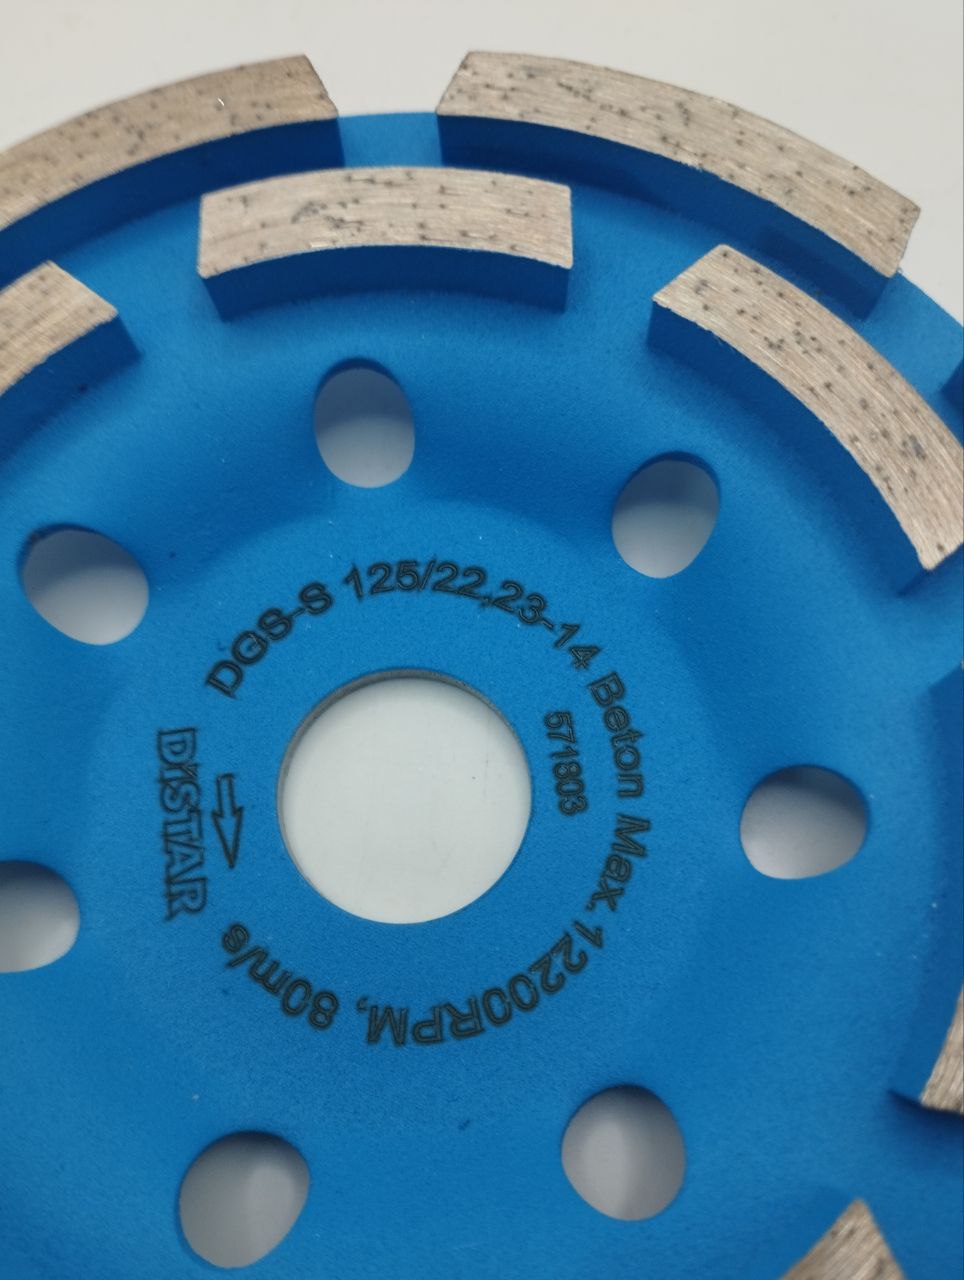 DGS-S 125/22,23-14 Beton Max. 12200RPM, 80m/s
571803
DiSTAR